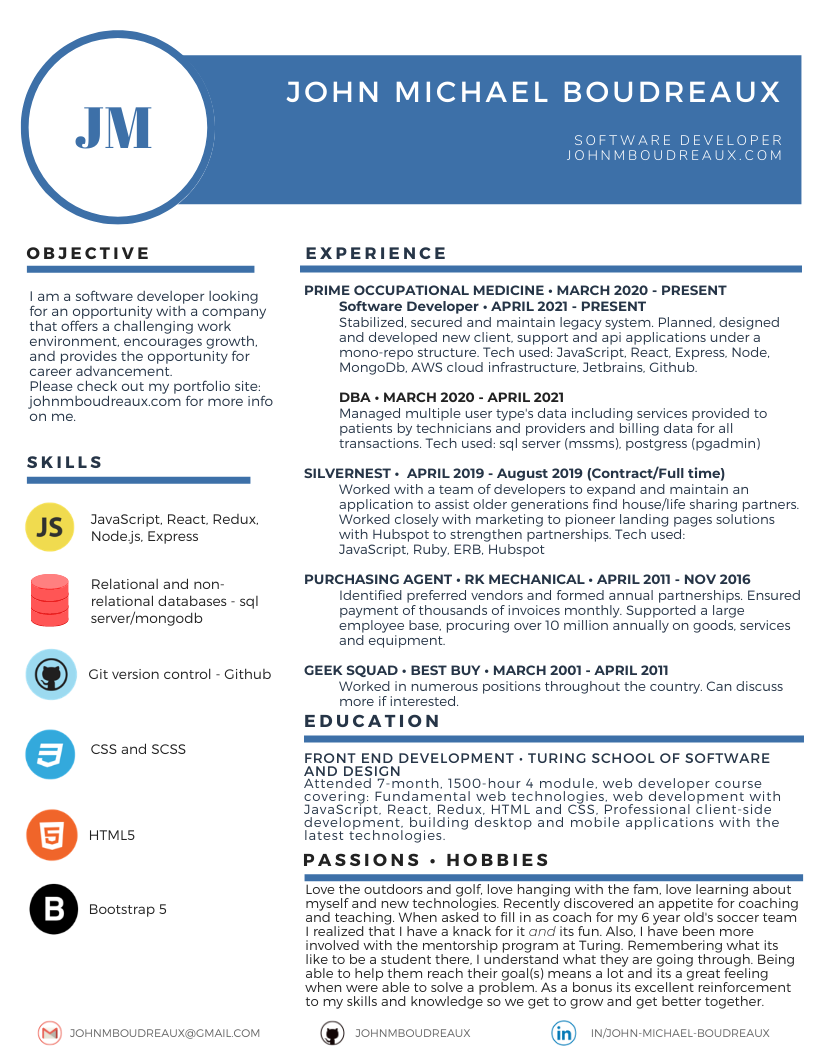 JM
JOHN MICHAEL BOUDREAUX
SOFTWARE DEVELOPER
JOHNMBOUDREAUX.COM
OBJECTIVE
I am a software developer looking
for an opportunity with a company
that offers a challenging work
environment, encourages growth,
and provides the opportunity for
career advancement.
Please check out my portfolio site:
johnmboudreaux.com for more info
on me.
SKILLS
JS
JavaScript, React, Redux,
Node.js, Express
Relational and non-
relational databases - sql
server/mongodb
Git version control - Github
3
CSS and SCSS
5
HTML5
B
Bootstrap 5
EXPERIENCE
PRIME OCCUPATIONAL MEDICINE • MARCH 2020 - PRESENT
Software Developer • APRIL 2021 - PRESENT
Stabilized, secured and maintain legacy system. Planned, designed
and developed new client, support and api applications under a
mono-repo structure. Tech used: JavaScript, React, Express, Node,
MongoDb, AWS cloud infrastructure, Jetbrains, Github.
DBA • MARCH 2020 - APRIL 2021
Managed multiple user type's data including services provided to
patients by technicians and providers and billing data for all
transactions. Tech used: sql server (mssms), postgress (pgadmin)
SILVERNEST • APRIL 2019 - August 2019 (Contract/Full time)
Worked with a team of developers to expand and maintain an
application to assist older generations find house/life sharing partners.
Worked closely with marketing to pioneer landing pages solutions
with Hubspot to strengthen partnerships. Tech used:
JavaScript, Ruby, ERB, Hubspot
PURCHASING AGENT • RK MECHANICAL • APRIL 2011 - NOV 2016
Identified preferred vendors and formed annual partnerships. Ensured
payment of thousands of invoices monthly. Supported a large
employee base, procuring over 10 million annually on goods, services
and equipment.
GEEK SQUAD • BEST BUY • MARCH 2001 - APRIL 2011
Worked in numerous positions throughout the country. Can discuss
more if interested.
EDUCATION
FRONT END DEVELOPMENT • TURING SCHOOL OF SOFTWARE
AND DESIGN
Attended 7-month, 1500-hour 4 module, web developer course
covering: Fundamental web technologies, web development with
JavaScript, React, Redux, HTML and CSS, Professional client-side
development, building desktop and mobile applications with the
latest technologies.
PASSIONS • HOBBIES
Love the outdoors and golf, love hanging with the fam, love learning about
myself and new technologies. Recently discovered an appetite for coaching
and teaching. When asked to fill in as coach for my 6 year old's soccer team
I realized that I have a knack for it and its fun. Also, I have been more
involved with the mentorship program at Turing. Remembering what its
like to be a student there, I understand what they are going through. Being
able to help them reach their goal(s) means a lot and its a great feeling
when were able to solve a problem. As a bonus its excellent reinforcement
to my skills and knowledge so we get to grow and get better together.
JOHNMBOUDREAUX@GMAIL.COM
JOHNMBOUDREAUX
in
IN/JOHN-MICHAEL-BOUDREAUX